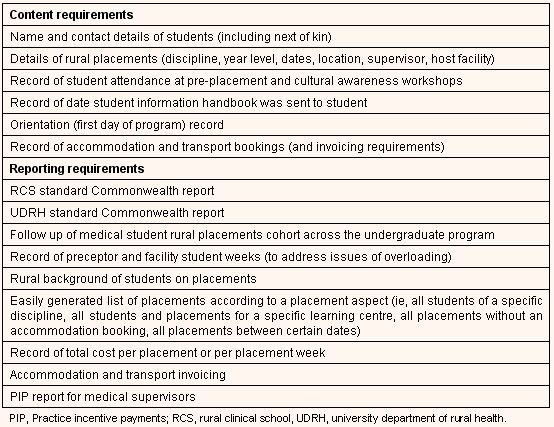 Content requirements
Name and contact details of students (including next of kin)
Details of rural placements (discipline, year level, dates, location, supervisor, host facility)
Record of student attendance at pre-placement and cultural awareness workshops
Record of date student information handbook was sent to student
Orientation (first day of program) record
Record of accommodation and transport bookings (and invoicing requirements)
Reporting requirements
RCS standard Commonwealth report
UDRH standard Commonwealth report
Follow up of medical student rural placements cohort across the undergraduate program
Record of preceptor and facility student weeks (to address issues of overloading)
Rural background of students on placements
Easily generated list of placements according to a placement aspect (ie, all students of a specific
discipline, all students and placements for a specific learning centre, all placements without an
accommodation booking, all placements between certain dates)
Record of total cost per placement or per placement week
Accommodation and transport invoicing
PIP report for medical supervisors
PIP, Practice incentive payments; RCS, rural clinical school, UDRH, university department of rural health.